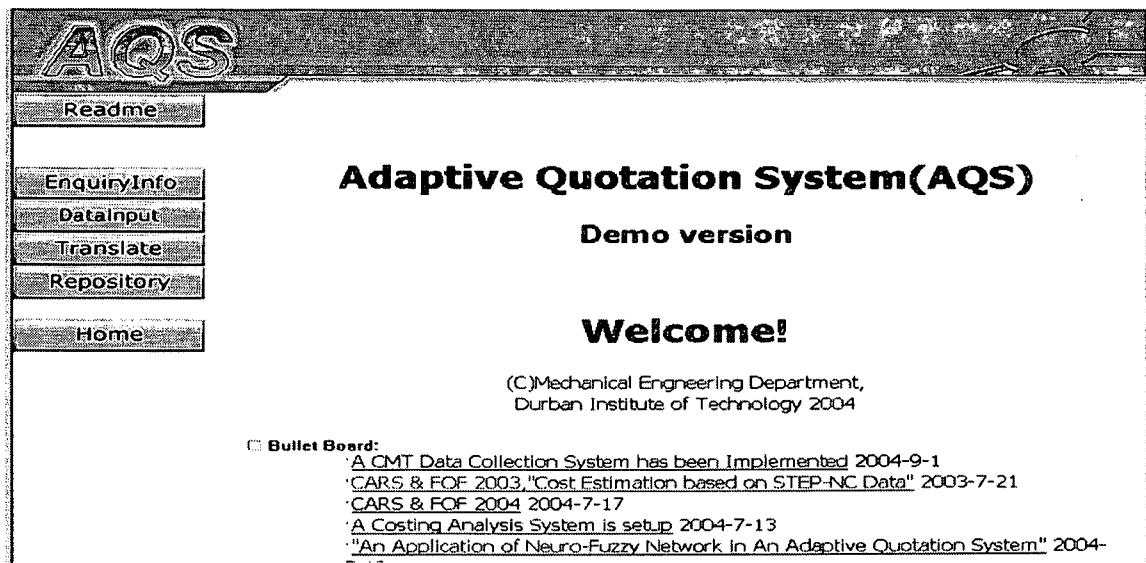 AQS
Readme
EnquiryInfo
DataInput
Translate
Repository
Home
Adaptive Quotation System(AQS)
Demo version
Welcome!
(C)Mechanical Engneering Department,
Durban Institute of Technology 2004
Bullet Board:
·A CMT Data Collection System has been Implemented 2004-9-1
·CARS & FOF 2003,"Cost Estimation based on STEP-NC Data" 2003-7-21
·CARS & FOF 2004 2004-7-17
·A Costing Analysis System is setup 2004-7-13
·"An Application of Neuro-Fuzzy Network in An Adaptive Quotation System" 2004-